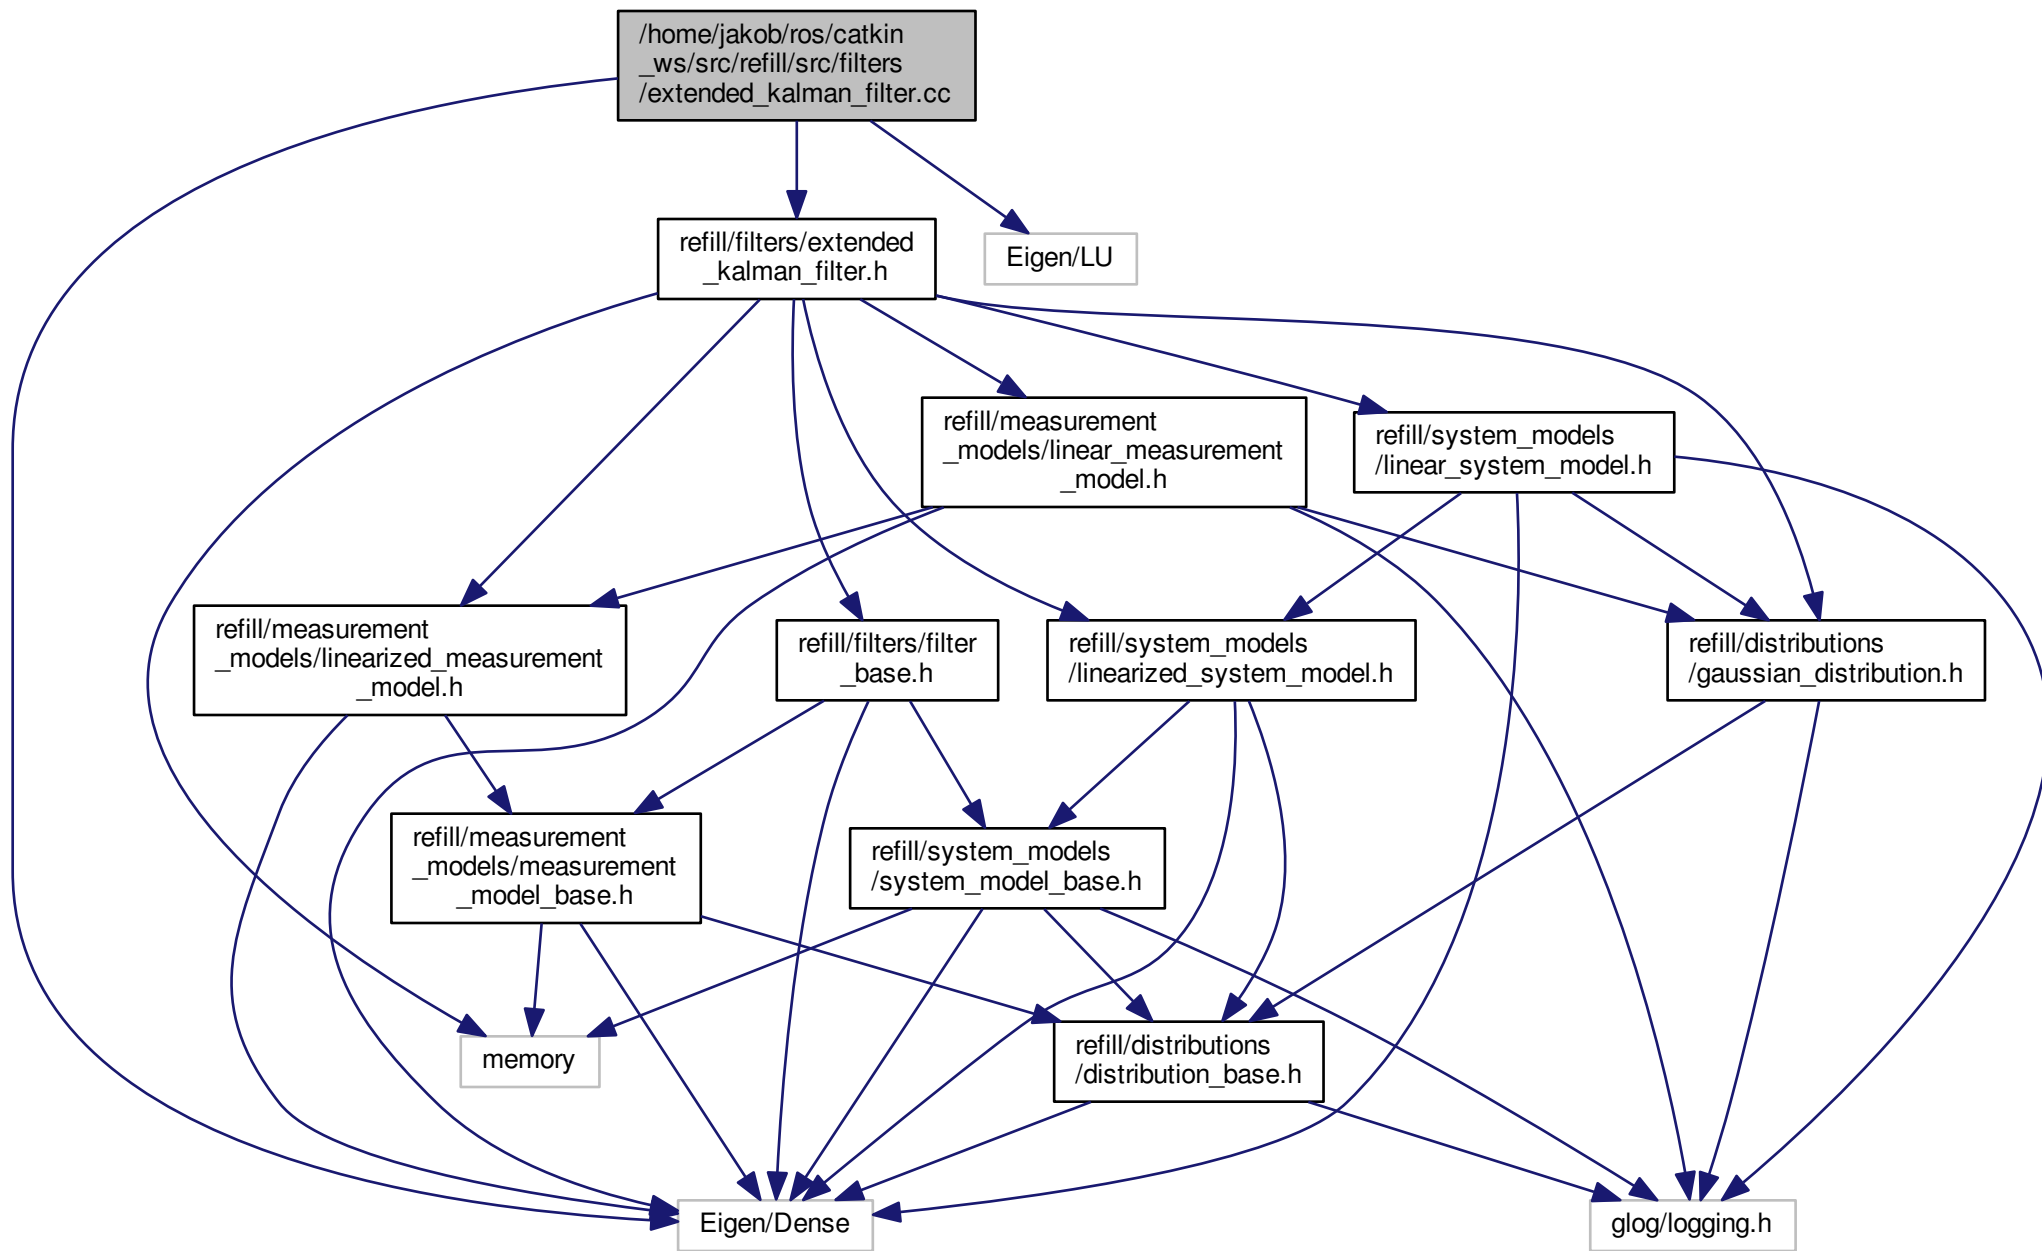 /home/jakob/ros/catkin
_ws/src/refill/src/filters
/extended_kalman_filter.cc
refill/filters/extended
_kalman_filter.h
Eigen/LU
refill/measurement
_models/linear_measurement
_model.h
refill/system_models
/linear_system_model.h
refill/measurement
_models/linearized_measurement
_model.h
refill/filters/filter
_base.h
refill/system_models
/linearized_system_model.h
refill/distributions
/gaussian_distribution.h
refill/measurement
_models/measurement
_model_base.h
refill/system_models
/system_model_base.h
memory
refill/distributions
/distribution_base.h
Eigen/Dense
glog/logging.h